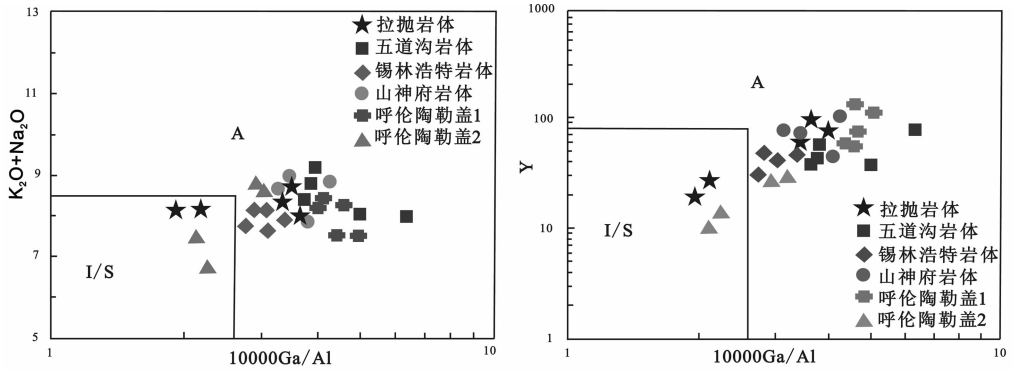 13
11
9
7
5
K2O+Na2O
A
I/S
1
10000Ga/Al
10
拉抛岩体
五道沟岩体
锡林浩特岩体
山神府岩体
呼伦陶勒盖1
呼伦陶勒盖2
1000
100
10
1
Y
A
I/S
1
10000Ga/Al
10
拉抛岩体
五道沟岩体
锡林浩特岩体
山神府岩体
呼伦陶勒盖1
呼伦陶勒盖2